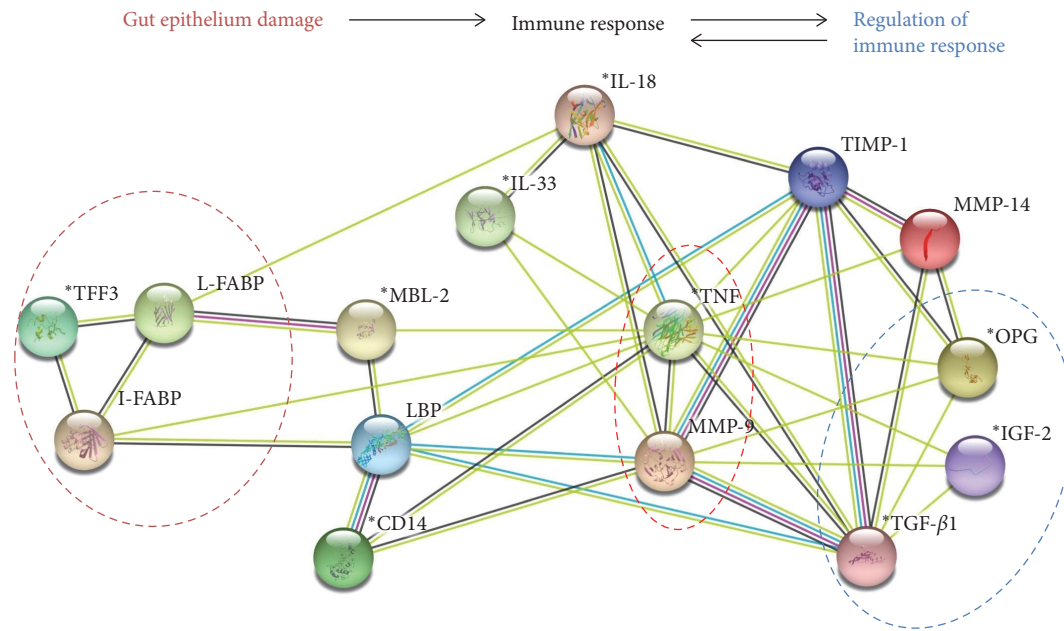 Gut epithelium damage
Immune response
Regulation of
immune response
*IL-18
TIMP-1
*IL-33
MMP-14
L-FABP
*TFF3
*MBL-2
*TNF
*OPG
I-FABP
LBP
MMP-9
*IGF-2
*CD14
*TGF-β1